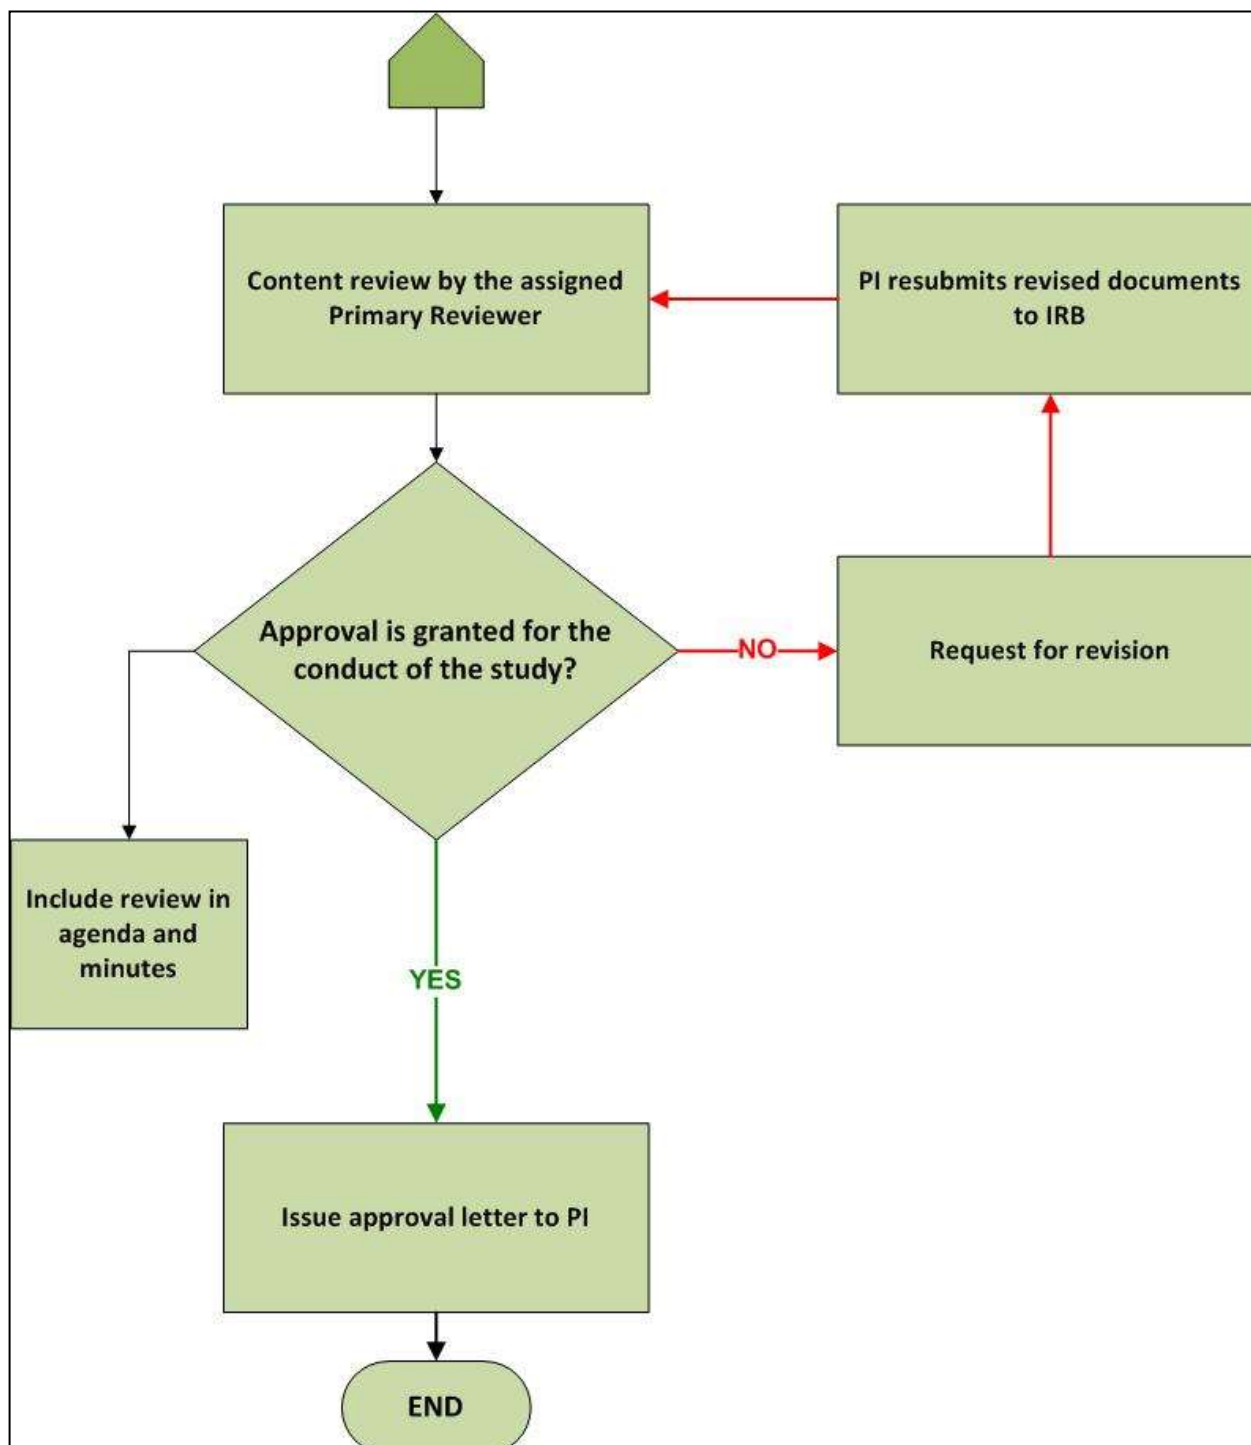 Content review by the assigned
Primary Reviewer
PI resubmits revised documents
to IRB
Approval is granted for the
conduct of the study?
NO
Request for revision
Include review in
agenda and
minutes
YES
Issue approval letter to PI
END